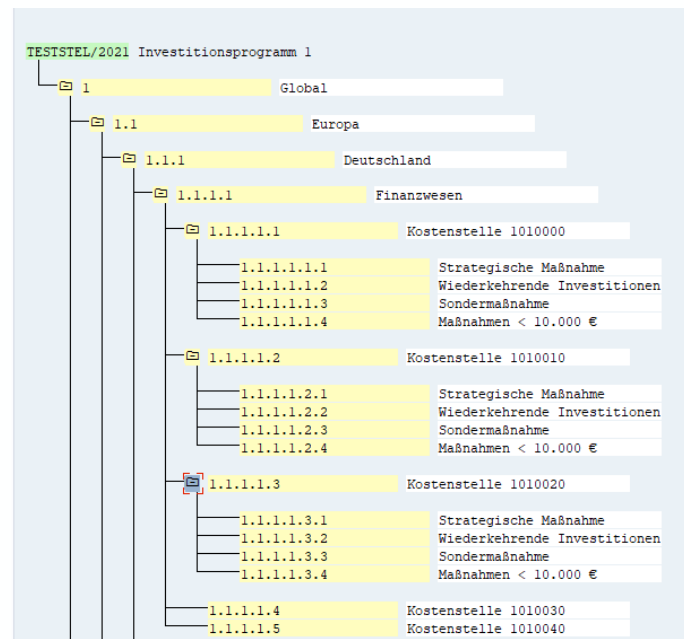 TESTSTEL/2021 Investitionsprogramm 1
1 Global
1.1 Europa
1.1.1 Deutschland
1.1.1.1 Finanzwesen
1.1.1.1.1 Kostenstelle 1010000
1.1.1.1.1.1 Strategische Maßnahme
1.1.1.1.1.2 Wiederkehrende Investitionen
1.1.1.1.1.3 Sondermaßnahme
1.1.1.1.1.4 Maßnahmen < 10.000 €
1.1.1.1.2 Kostenstelle 1010010
1.1.1.1.2.1 Strategische Maßnahme
1.1.1.1.2.2 Wiederkehrende Investitionen
1.1.1.1.2.3 Sondermaßnahme
1.1.1.1.2.4 Maßnahmen < 10.000 €
1.1.1.1.3 Kostenstelle 1010020
1.1.1.1.3.1 Strategische Maßnahme
1.1.1.1.3.2 Wiederkehrende Investitionen
1.1.1.1.3.3 Sondermaßnahme
1.1.1.1.3.4 Maßnahmen < 10.000 €
1.1.1.1.4 Kostenstelle 1010030
1.1.1.1.5 Kostenstelle 1010040